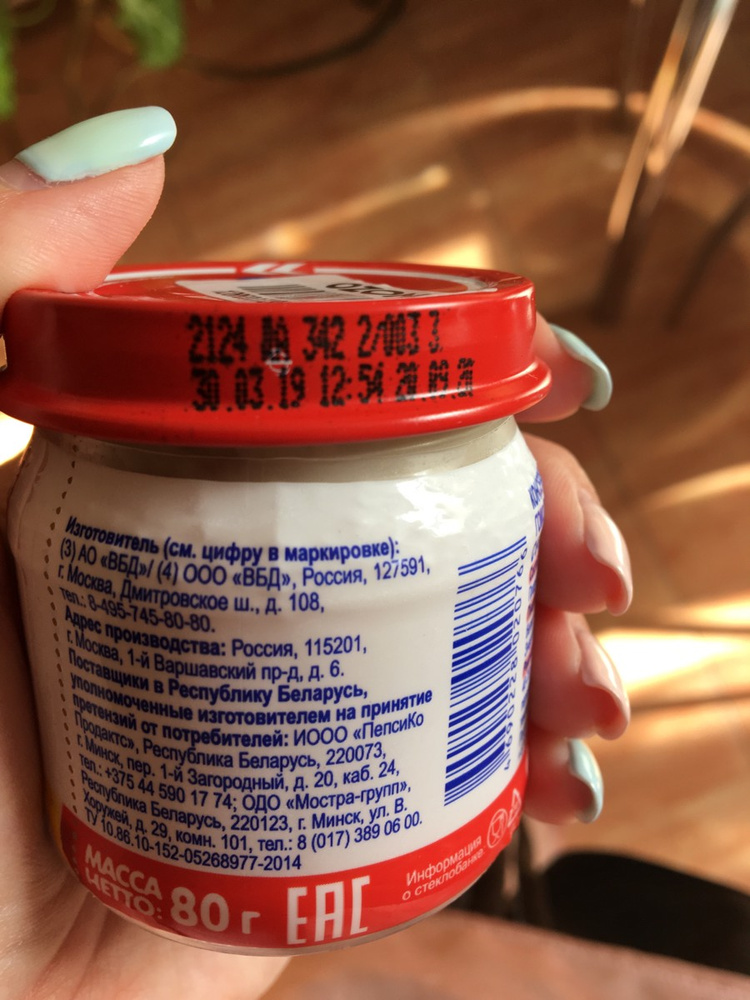 OZON
2124 342 2/003 3
30.03.19 12:54
Изготовитель (см. цифру в маркировке):
(3) АО «ВБД»/ (4) ООО «ВБД», Россия, 127591,
г. Москва, Дмитровское ш., д. 108,
тел.: 8-495-745-80-80.
Адрес производства: Россия, 115201,
г. Москва, 1-й Варшавский пр-д, д. 6.
Поставщики в Республику Беларусь,
уполномоченные изготовителем на принятие
претензий от потребителей: ИООО «ПепсиКо
Продактс», Республика Беларусь, 220073,
г. Минск, пер. 1-й Загородный, д. 20, каб. 24,
тел.: +375 44 590 17 74; ОДО «Мостра-групп»,
Республика Беларусь, 220123, г. Минск, ул. В.
Хоружей, д. 29, комн. 101, тел.: 8 (017) 389 06 00.
ТУ 10.86.10-152-05268977-2014
МАССА
НЕТТО: 80 г
EAC
Информация
о стеклобанке